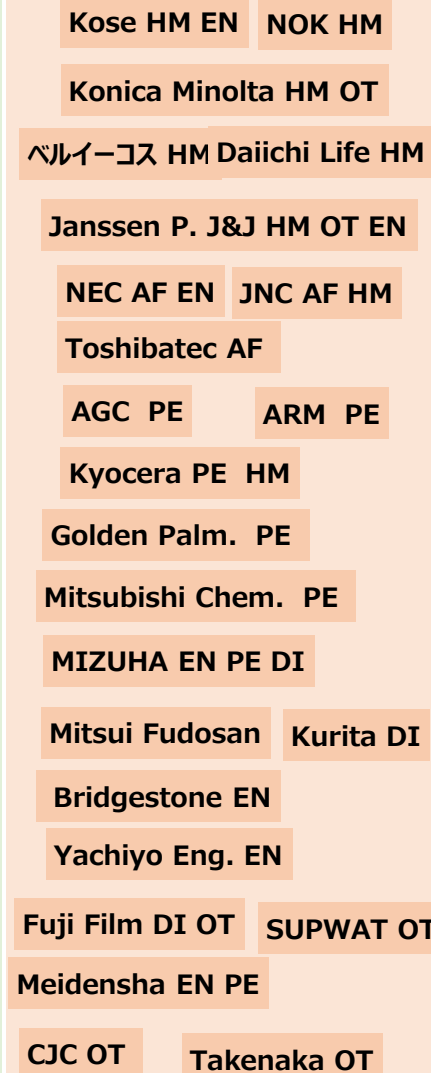 Kose HM EN NOK HM
Konica Minolta HM OT
ベルイーコス HM Daiichi Life HM
Janssen P. J&J HM OT EN
NEC AF EN JNC AF HM
Toshibatec AF
AGC PE ARM PE
Kyocera PE HM
Golden Palm. PE
Mitsubishi Chem. PE
MIZUHA EN PE DI
Mitsui Fudosan Kurita DI
Bridgestone EN
Yachiyo Eng. EN
Fuji Film DI OT SUPWAT OT
Meidensha EN PE
CJC OT Takenaka OT